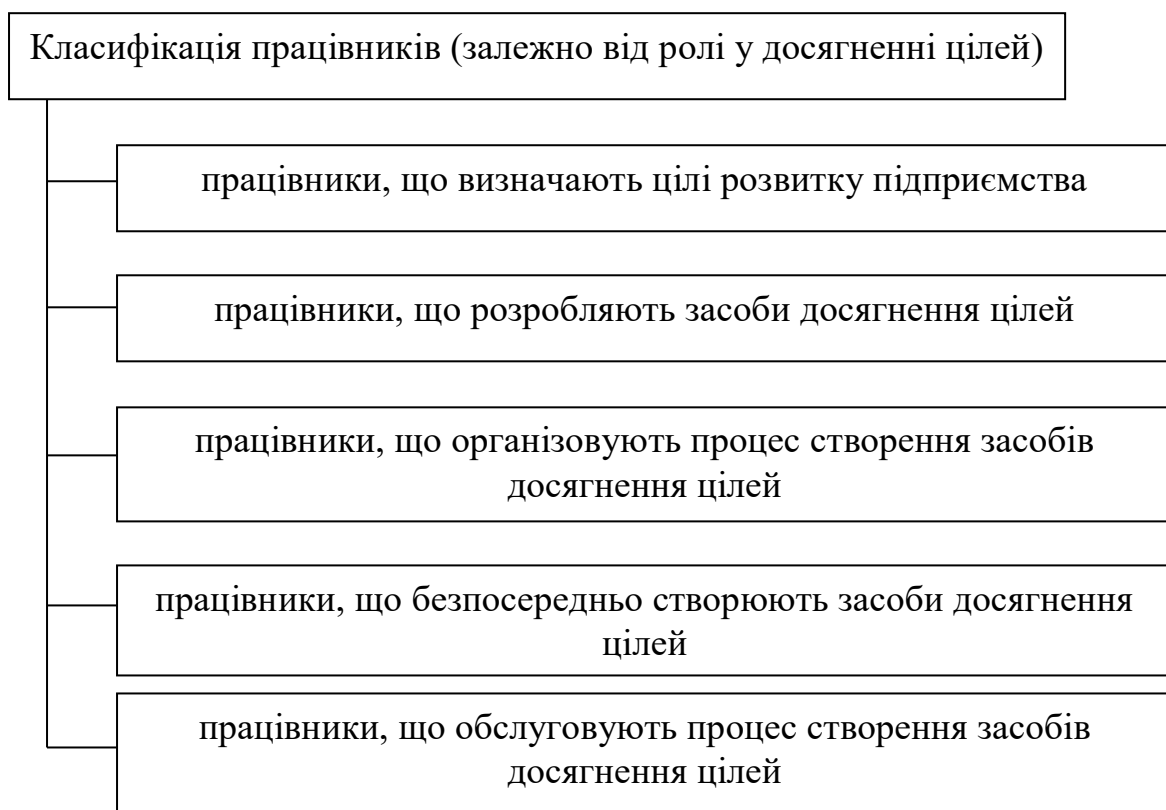 Класифікація працівників (залежно від ролі у досягненні цілей)
працівники, що визначають цілі розвитку підприємства
працівники, що розробляють засоби досягнення цілей
працівники, що організовують процес створення засобів
досягнення цілей
працівники, що безпосередньо створюють засоби досягнення
цілей
працівники, що обслуговують процес створення засобів
досягнення цілей